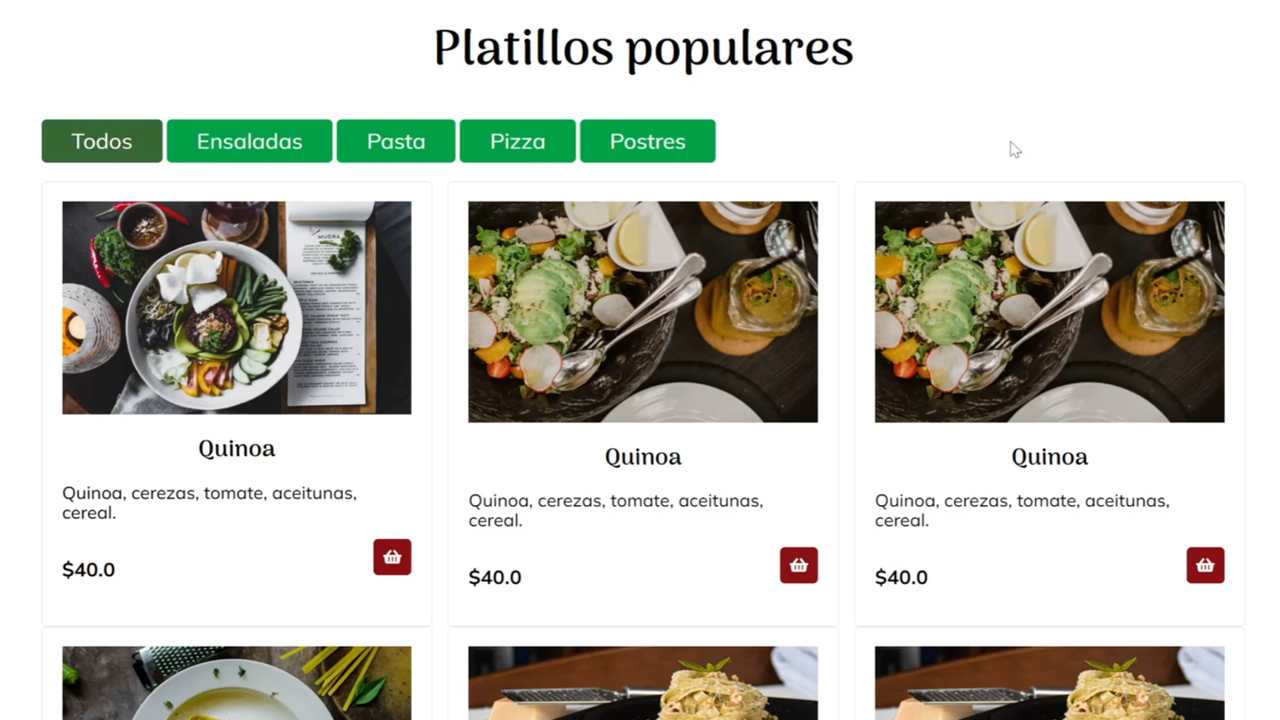 Platillos populares
Todos
Ensaladas
Pasta
Pizza
Postres
MUDRA
Quinoa
Quinoa, cerezas, tomate, aceitunas,
cereal.
$40.0
Quinoa
Quinoa, cerezas, tomate, aceitunas,
cereal.
$40.0
Quinoa
Quinoa, cerezas, tomate, aceitunas,
cereal.
$40.0